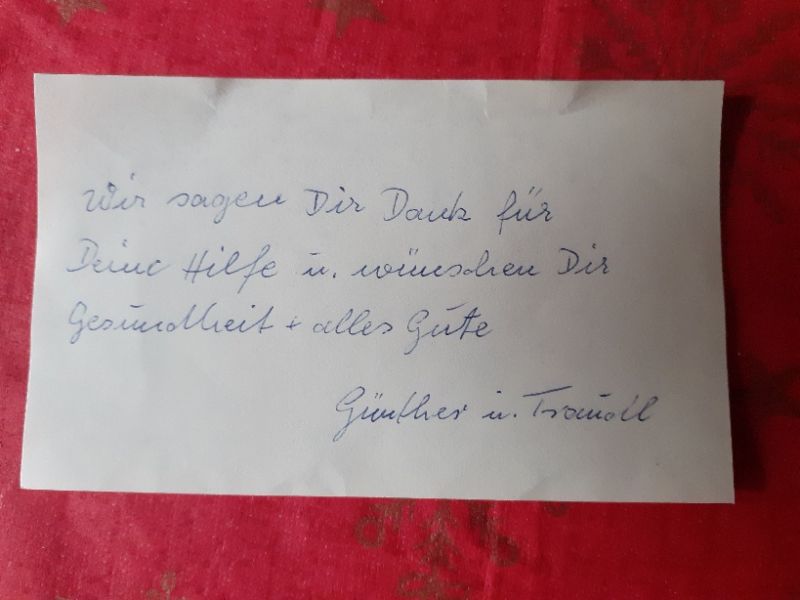 Wir sagen Dir Dank für
Deine Hilfe u. wünschen Dir
Gesundheit + alles Gute
Günther u. Traudl